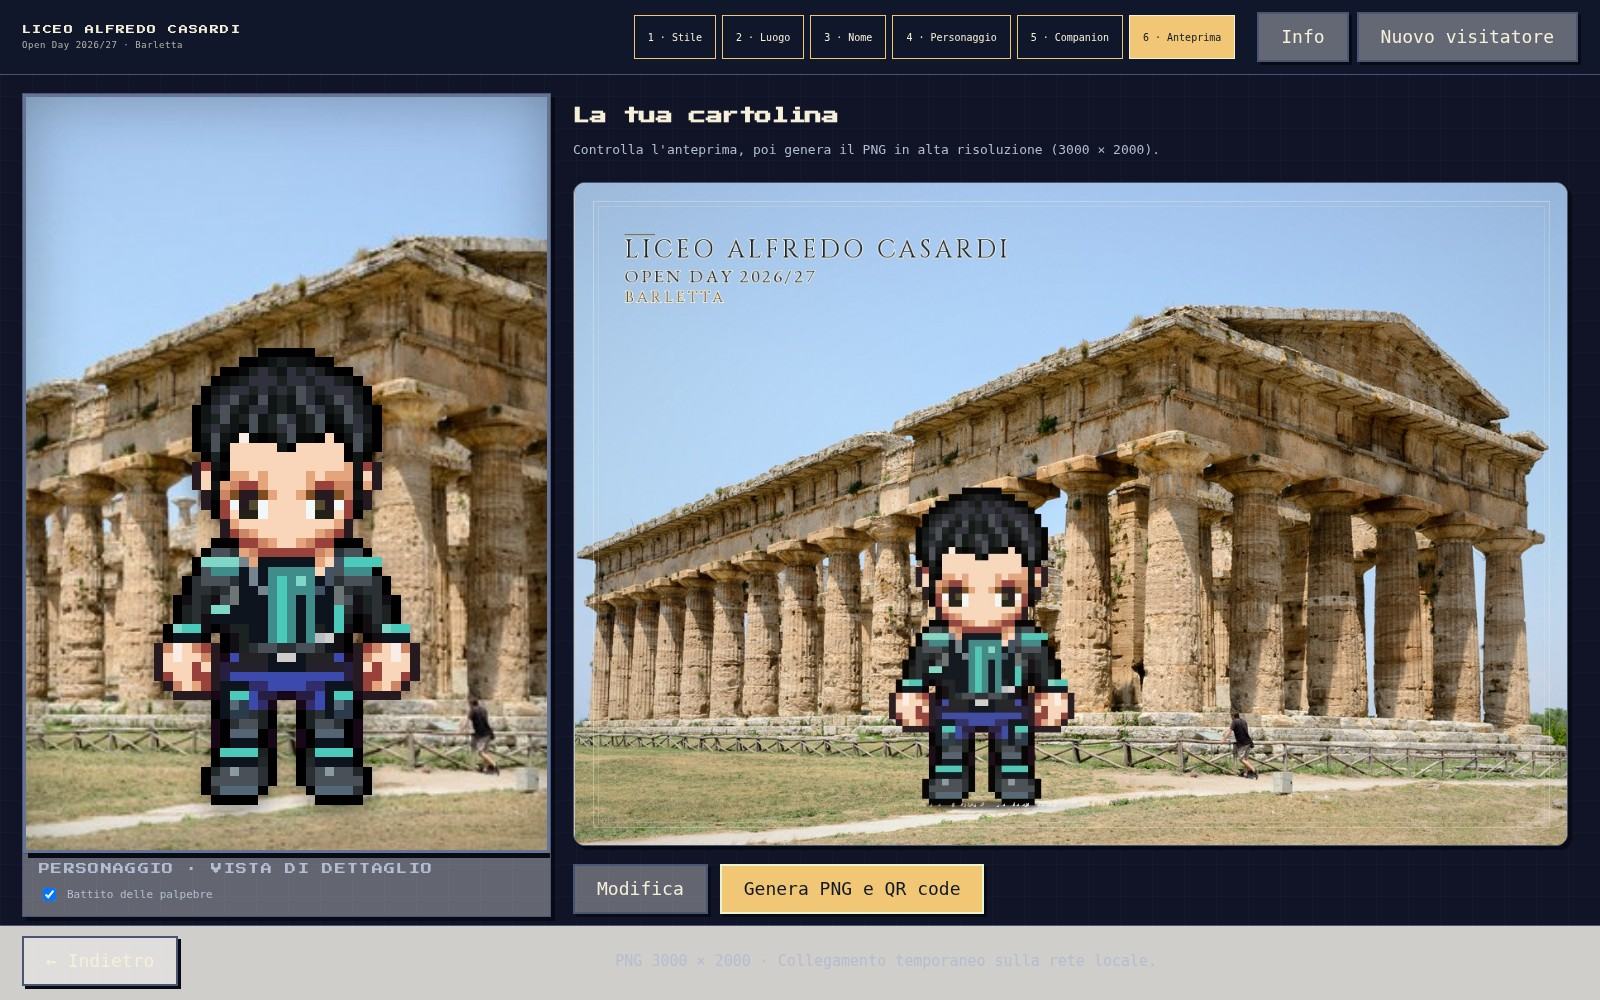 LICEO ALFREDO CASARDI
Open Day 2026/27 · Barletta
1 · Stile
2 · Luogo
3 · Nome
4 · Personaggio
5 · Companion
6 · Anteprima
Info
Nuovo visitatore
La tua cartolina
Controlla l'anteprima, poi genera il PNG in alta risoluzione (3000 × 2000).
LICEO ALFREDO CASARDI
OPEN DAY 2026/27
BARLETTA
PERSONAGGIO · VISTA DI DETTAGLIO
Battito delle palpebre
Modifica
Genera PNG e QR code
← Indietro
PNG 3000 × 2000 · Collegamento temporaneo sulla rete locale.